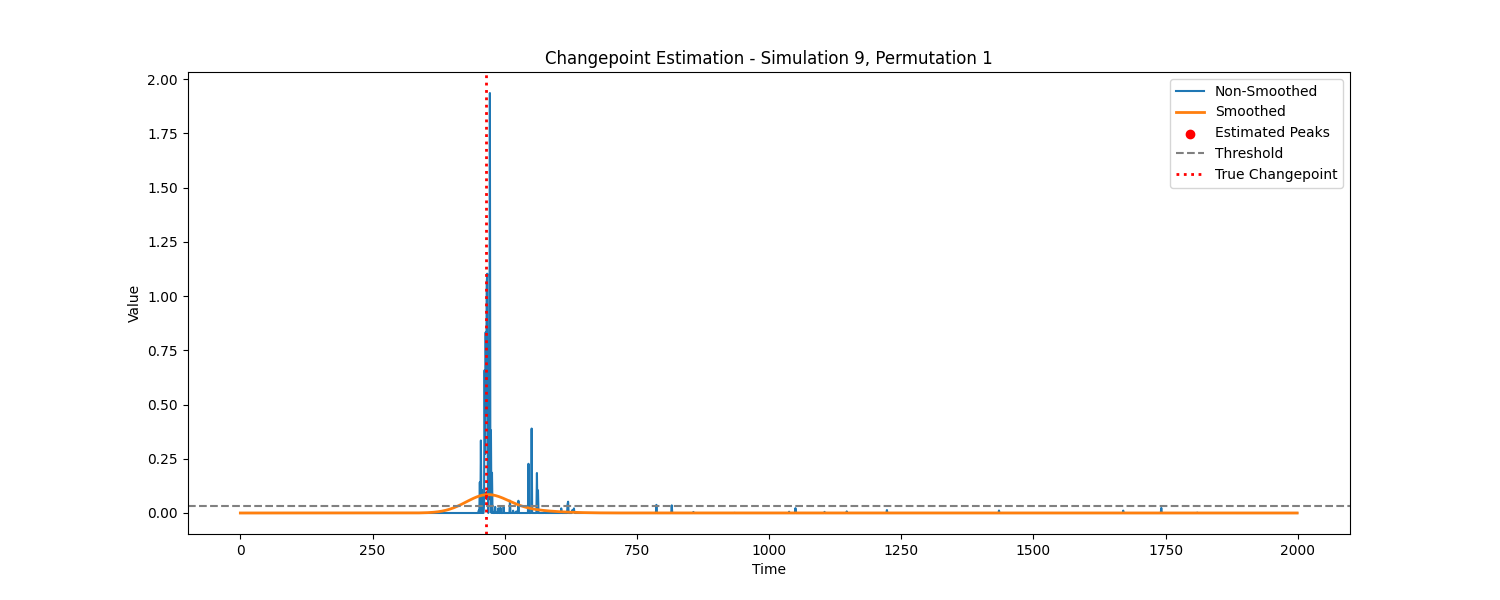 Changepoint Estimation - Simulation 9, Permutation 1
2.00
1.75
1.50
1.25
1.00
0.75
0.50
0.25
0.00
Value
0 250 500 750 1000 1250 1500 1750 2000
Time
Non-Smoothed
Smoothed
Estimated Peaks
Threshold
True Changepoint